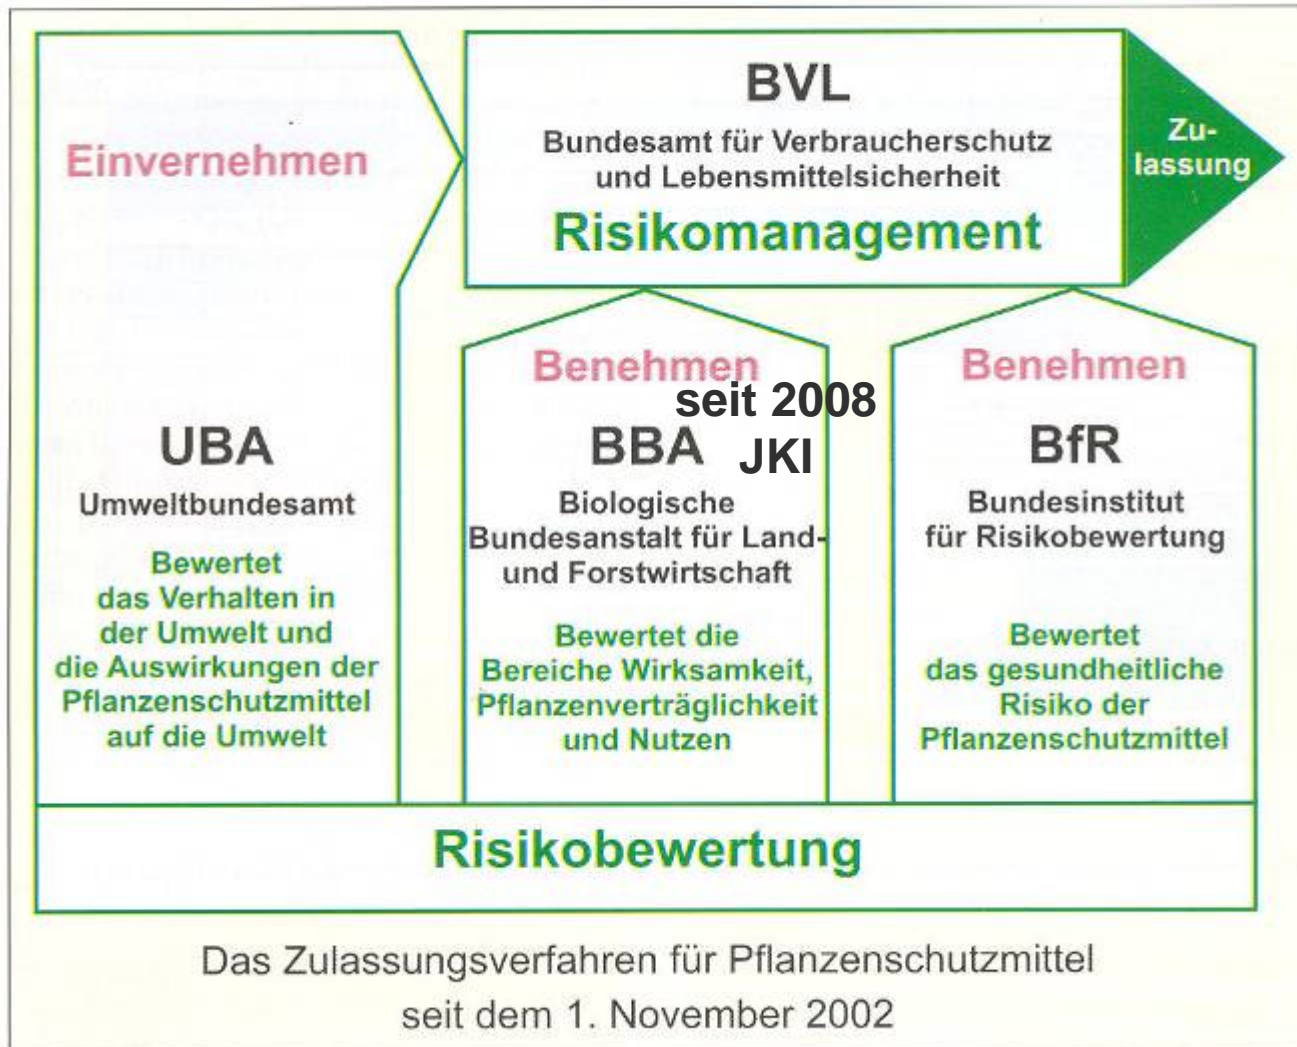 Einvernehmen
UBA
Umweltbundesamt
Bewertet
das Verhalten in
der Umwelt und
die Auswirkungen der
Pflanzenschutzmittel
auf die Umwelt
BVL
Bundesamt für Verbraucherschutz
und Lebensmittelsicherheit
Risikomanagement
Zu-
lassung
Benehmen
seit 2008
BBA JKI
Biologische
Bundesanstalt für Land-
und Forstwirtschaft
Bewertet die
Bereiche Wirksamkeit,
Pflanzenverträglichkeit
und Nutzen
Benehmen
BfR
Bundesinstitut
für Risikobewertung
Bewertet
das gesundheitliche
Risiko der
Pflanzenschutzmittel
Risikobewertung
Das Zulassungsverfahren für Pflanzenschutzmittel
seit dem 1. November 2002